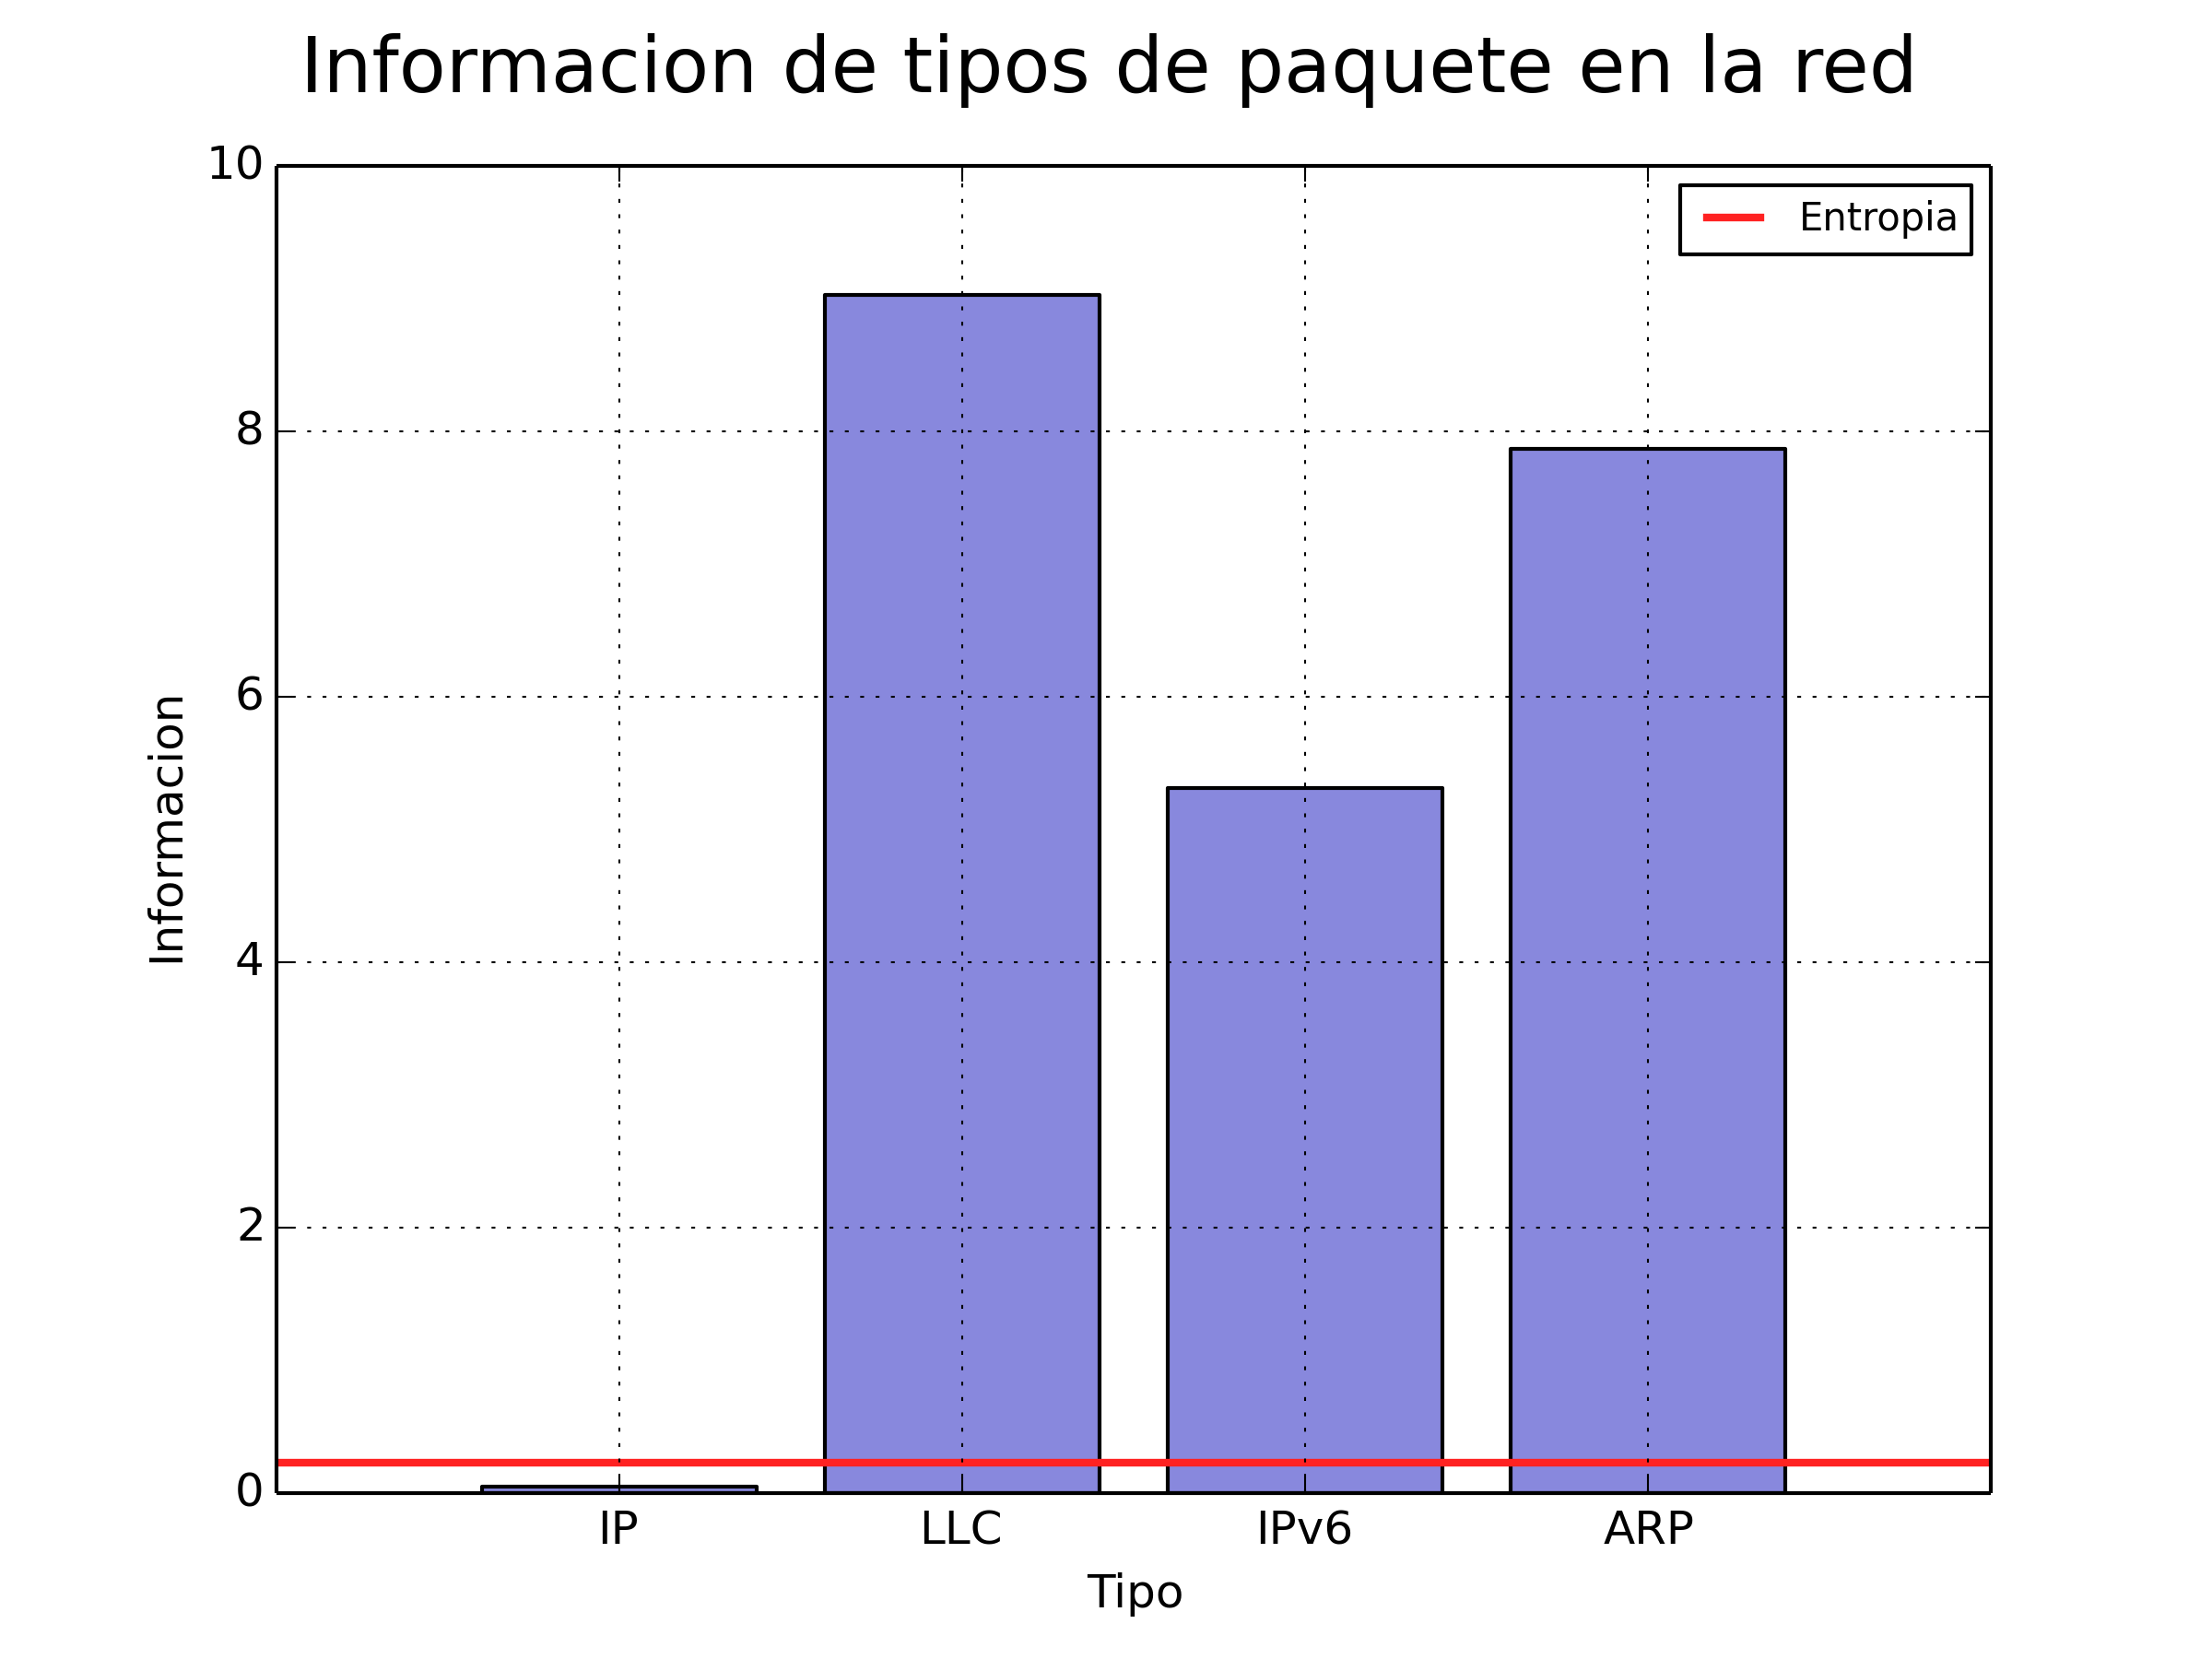 Informacion de tipos de paquete en la red
10
8
6
4
2
0
Informacion
Entropia
IP
LLC
IPv6
ARP
Tipo